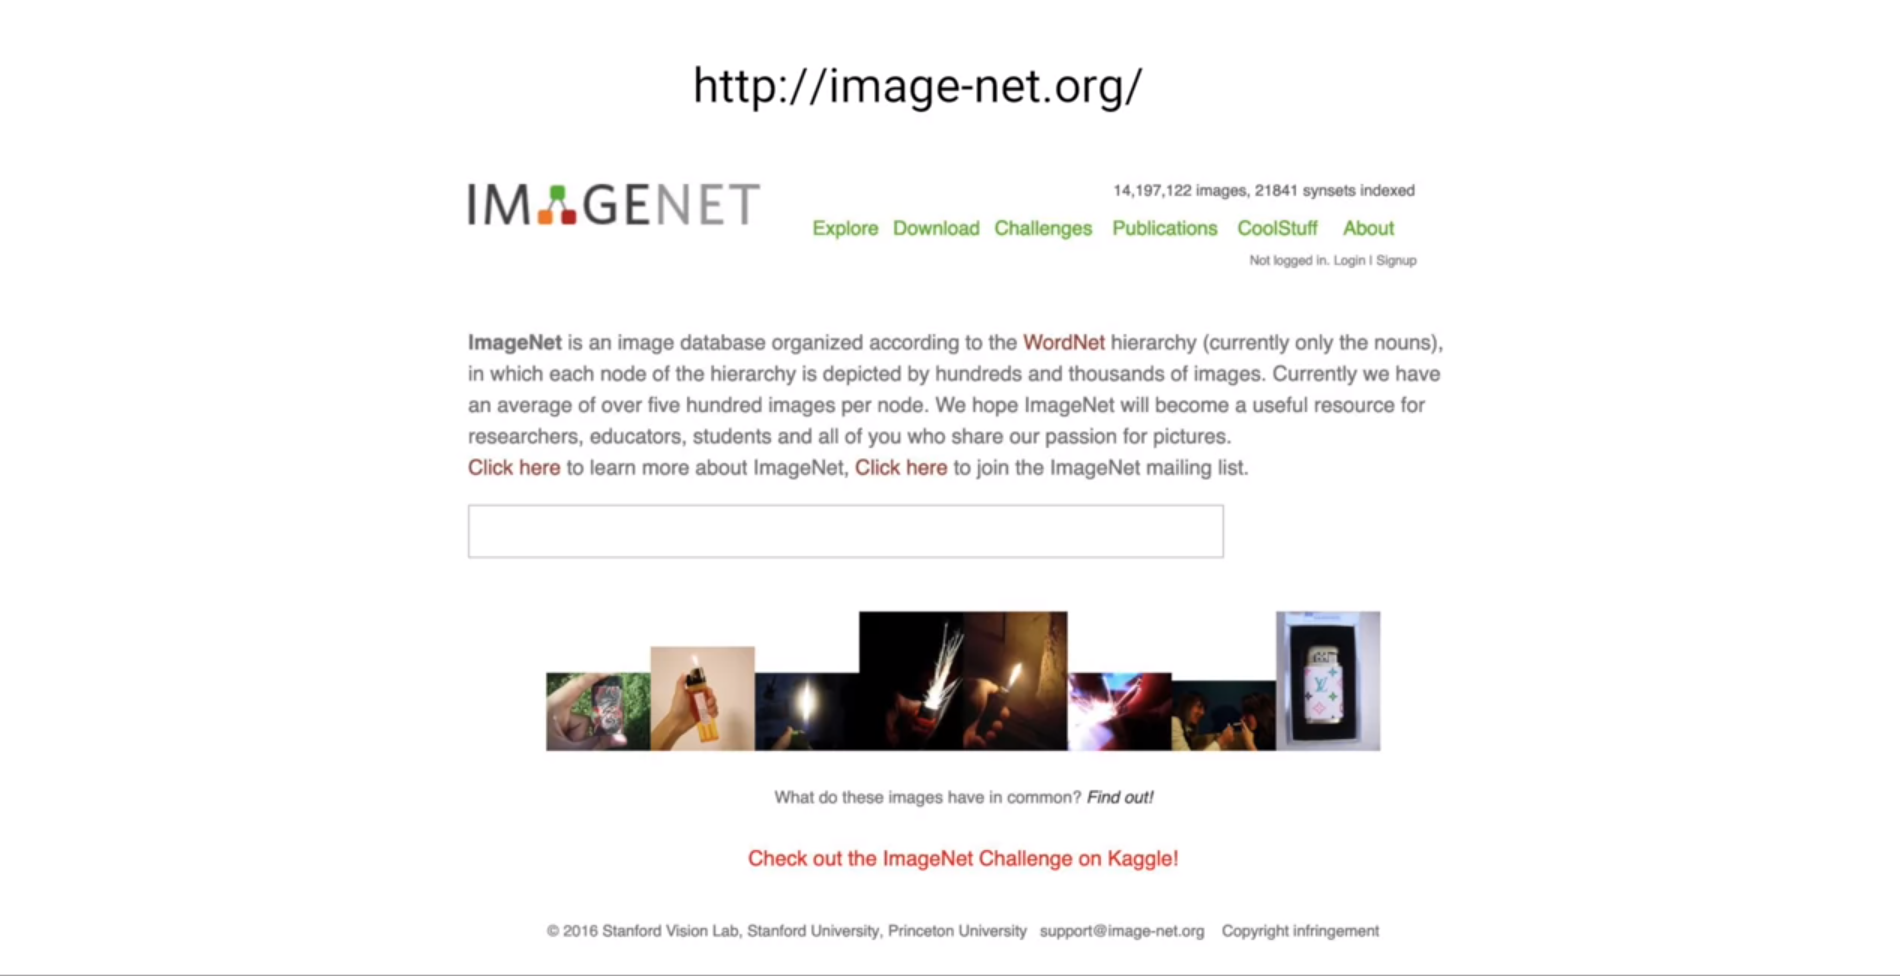 http://image-net.org/
IMAGENET
14,197,122 images, 21841 synsets indexed
Explore Download Challenges Publications CoolStuff About
Not logged in. Login | Signup
ImageNet is an image database organized according to the WordNet hierarchy (currently only the nouns),
in which each node of the hierarchy is depicted by hundreds and thousands of images. Currently we have
an average of over five hundred images per node. We hope ImageNet will become a useful resource for
researchers, educators, students and all of you who share our passion for pictures.
Click here to learn more about ImageNet, Click here to join the ImageNet mailing list.
What do these images have in common? Find out!
Check out the ImageNet Challenge on Kaggle!
© 2016 Stanford Vision Lab, Stanford University, Princeton University support@image-net.org Copyright infringement